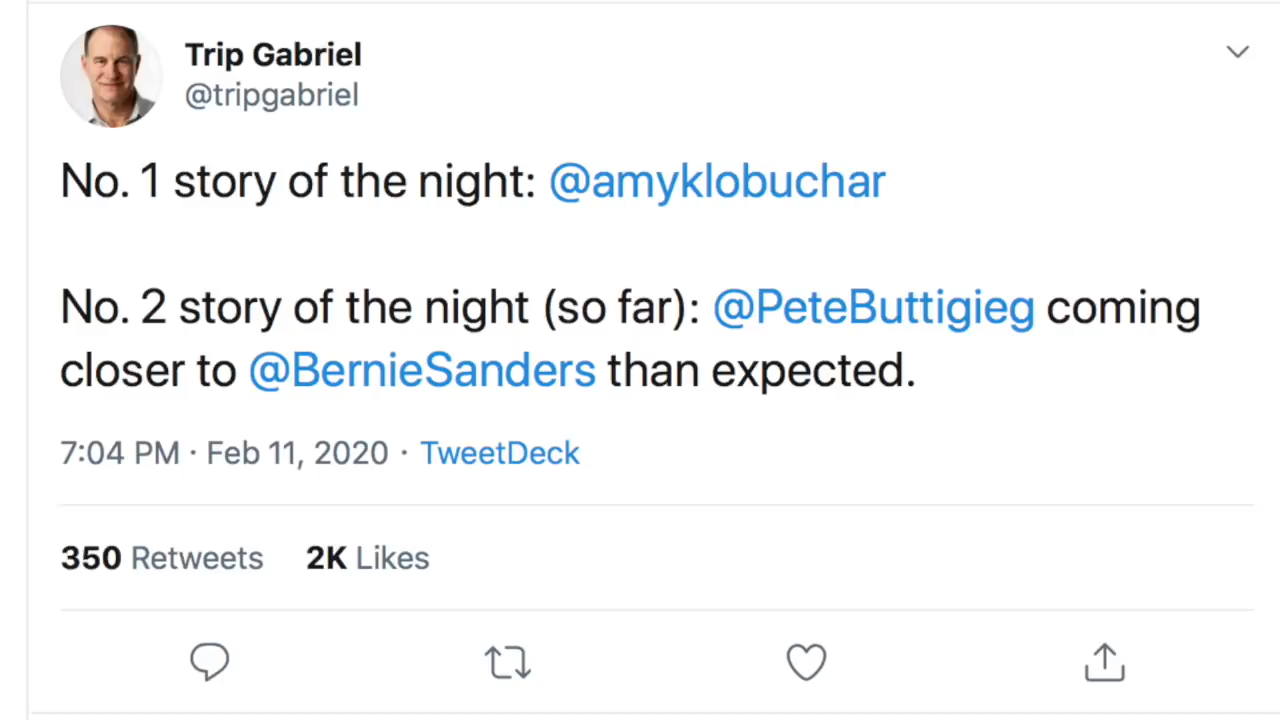 Trip Gabriel
@tripgabriel
No. 1 story of the night: @amyklobuchar
No. 2 story of the night (so far): @PeteButtigieg coming
closer to @BernieSanders than expected.
7:04 PM · Feb 11, 2020 · TweetDeck
350 Retweets 2K Likes